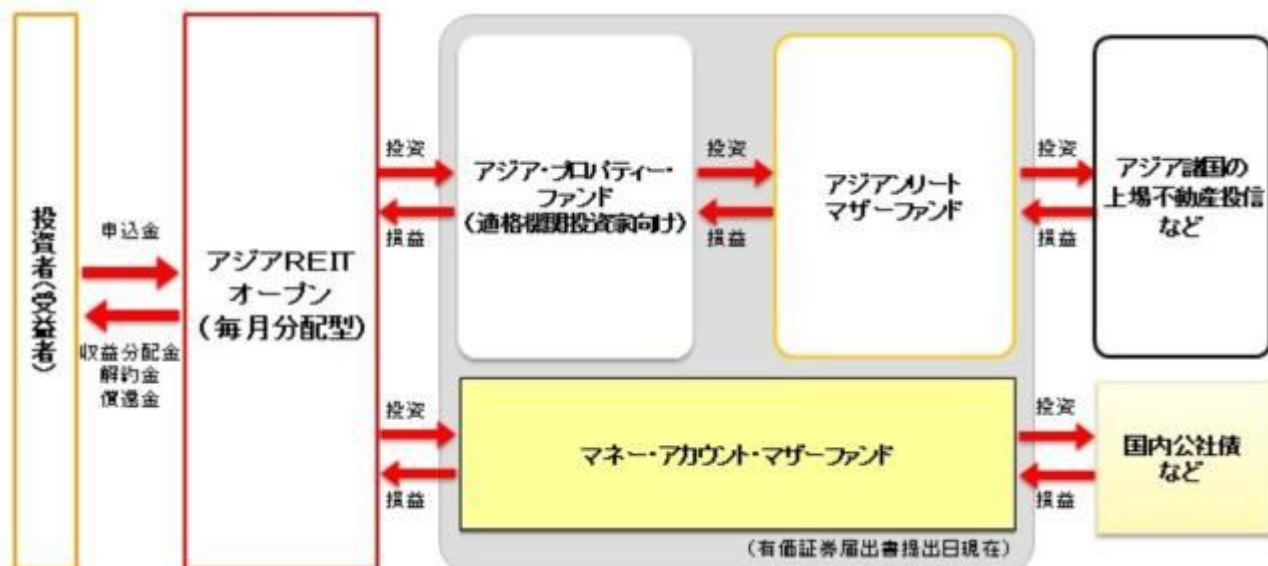 投資者(受益者)
申込金
収益分配金
解約金
償還金
アジアREIT
オープン
(毎月分配型)
投資
損益
アジア・プロパティー・
ファンド
(適格機関投資家向け)
投資
損益
アジアンリート
マザーファンド
投資
損益
アジア諸国の
上場不動産投信
など
投資
損益
マネー・アカウント・マザーファンド
投資
損益
国内公社債
など
(有価証券届出書提出日現在)